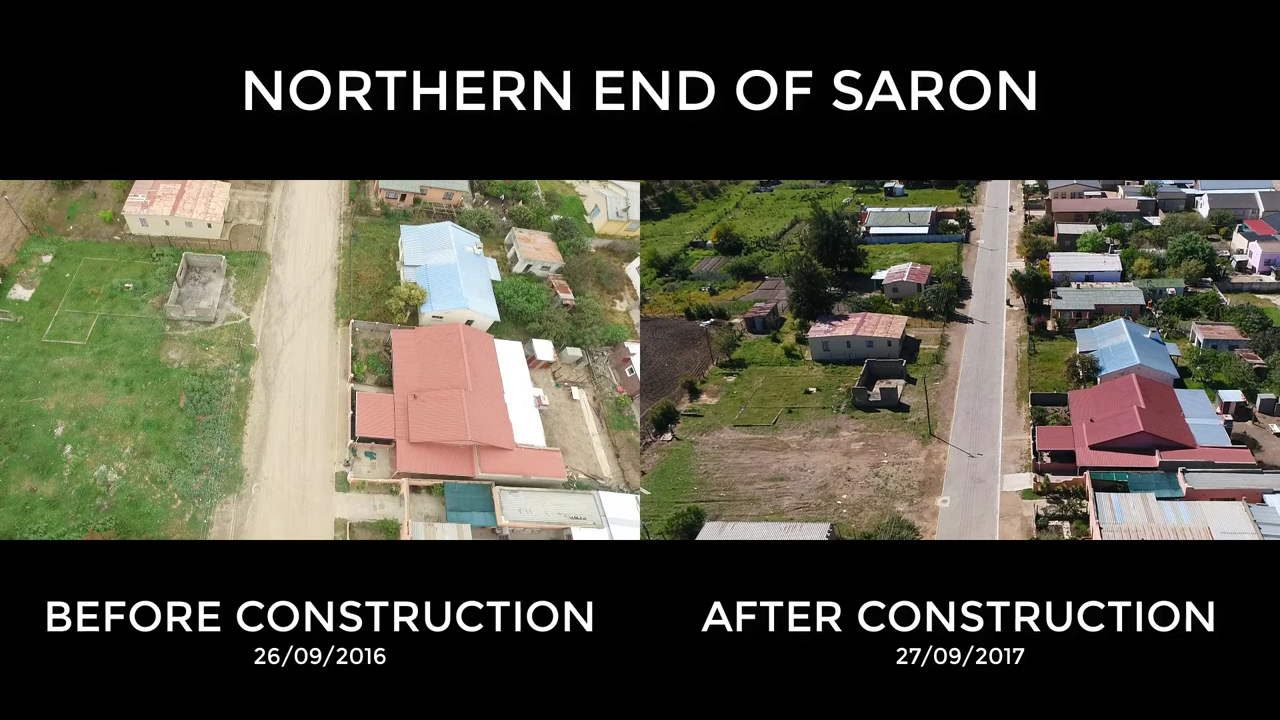 NORTHERN END OF SARON
BEFORE CONSTRUCTION
26/09/2016
AFTER CONSTRUCTION
27/09/2017